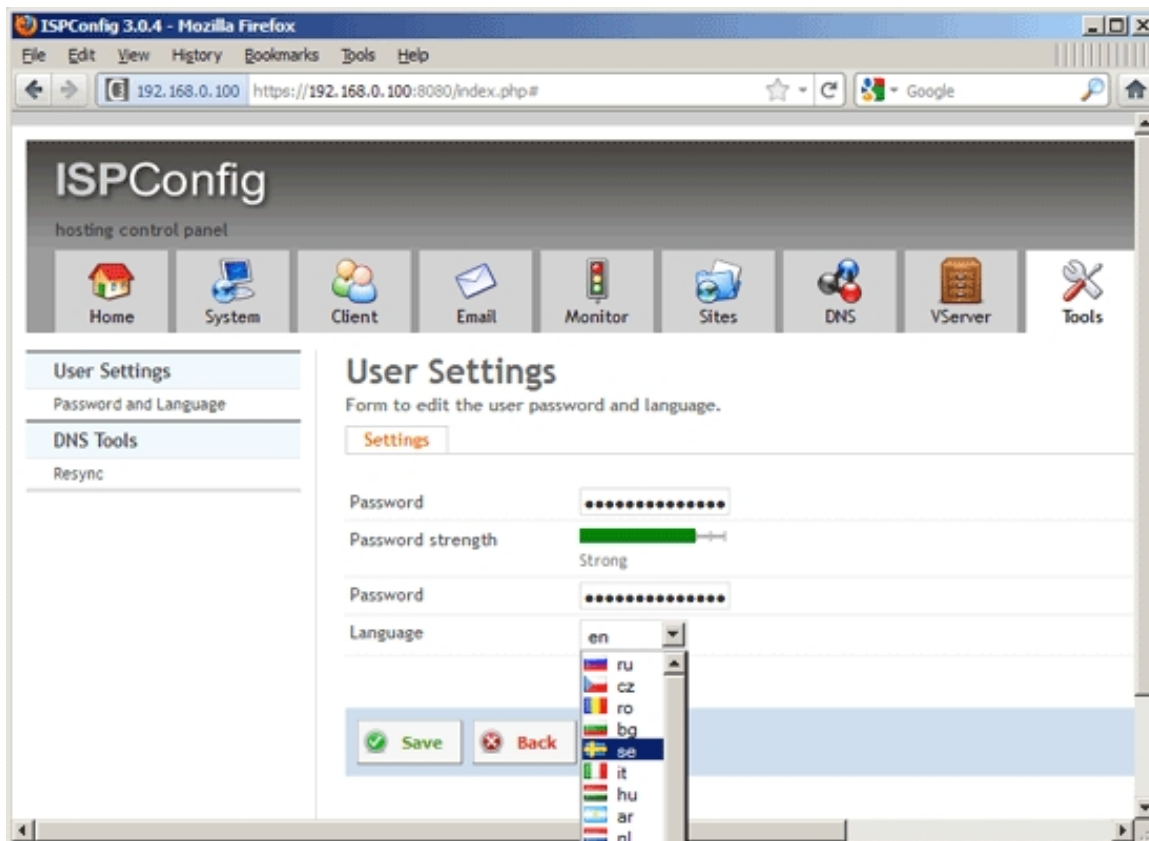 ISPConfig 3.0.4 - Mozilla Firefox
File Edit View History Bookmarks Tools Help
192.168.0.100 https://192.168.0.100:8080/index.php# Google
ISPConfig
hosting control panel
Home System Client Email Monitor Sites DNS VServer Tools
User Settings
Password and Language
DNS Tools
Resync
User Settings
Form to edit the user password and language.
Settings
Password ••••••••••••••
Password strength
Strong
Password ••••••••••••••
Language en
ru
cz
ro
bg
se
it
hu
ar
nl
Save Back